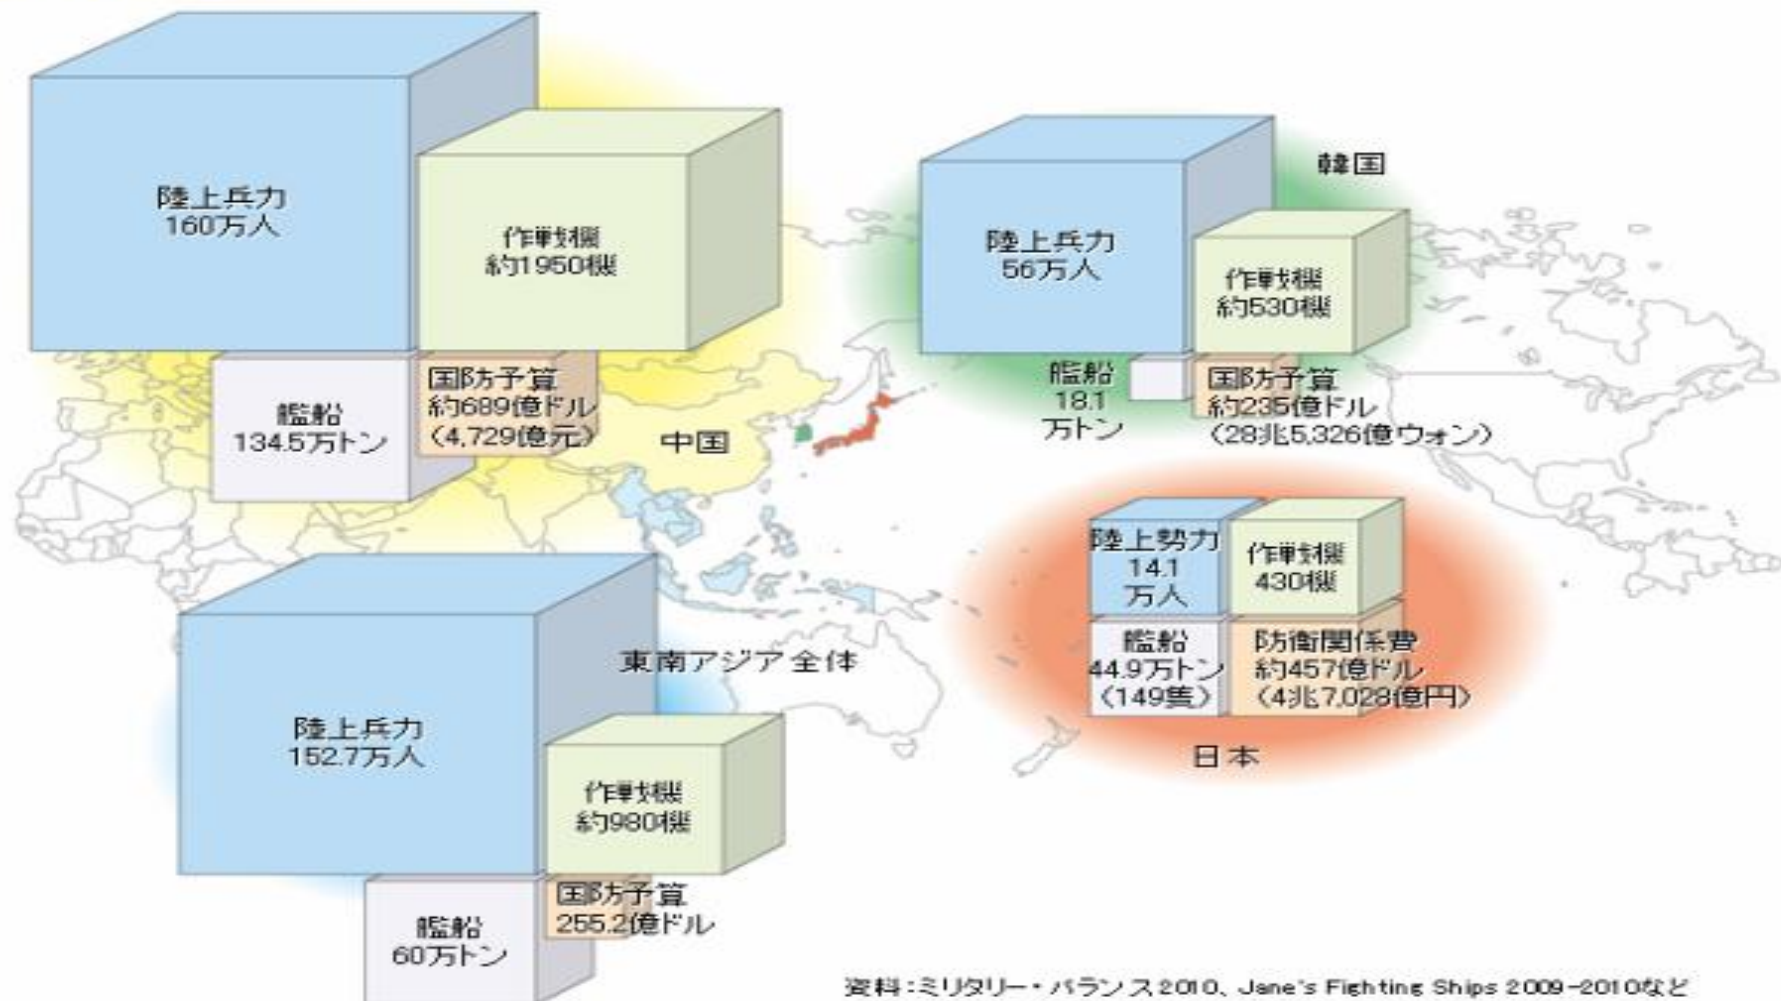 陸上兵力
160万人
作戦機
約1950機
艦船
134.5万トン
国防予算
約689億ドル
（4,729億元）
中国
韓国
陸上兵力
56万人
作戦機
約530機
艦船
18.1
万トン
国防予算
約235億ドル
（28兆5,326億ウォン）
陸上勢力
14.1
万人
作戦機
430機
艦船
44.9万トン
（149隻）
防衛関係費
約457億ドル
（4兆7,028億円）
日本
東南アジア全体
陸上兵力
152.7万人
作戦機
約980機
艦船
60万トン
国防予算
255.2億ドル
資料：ミリタリー・バランス2010、Jane's Fighting Ships 2009-2010など